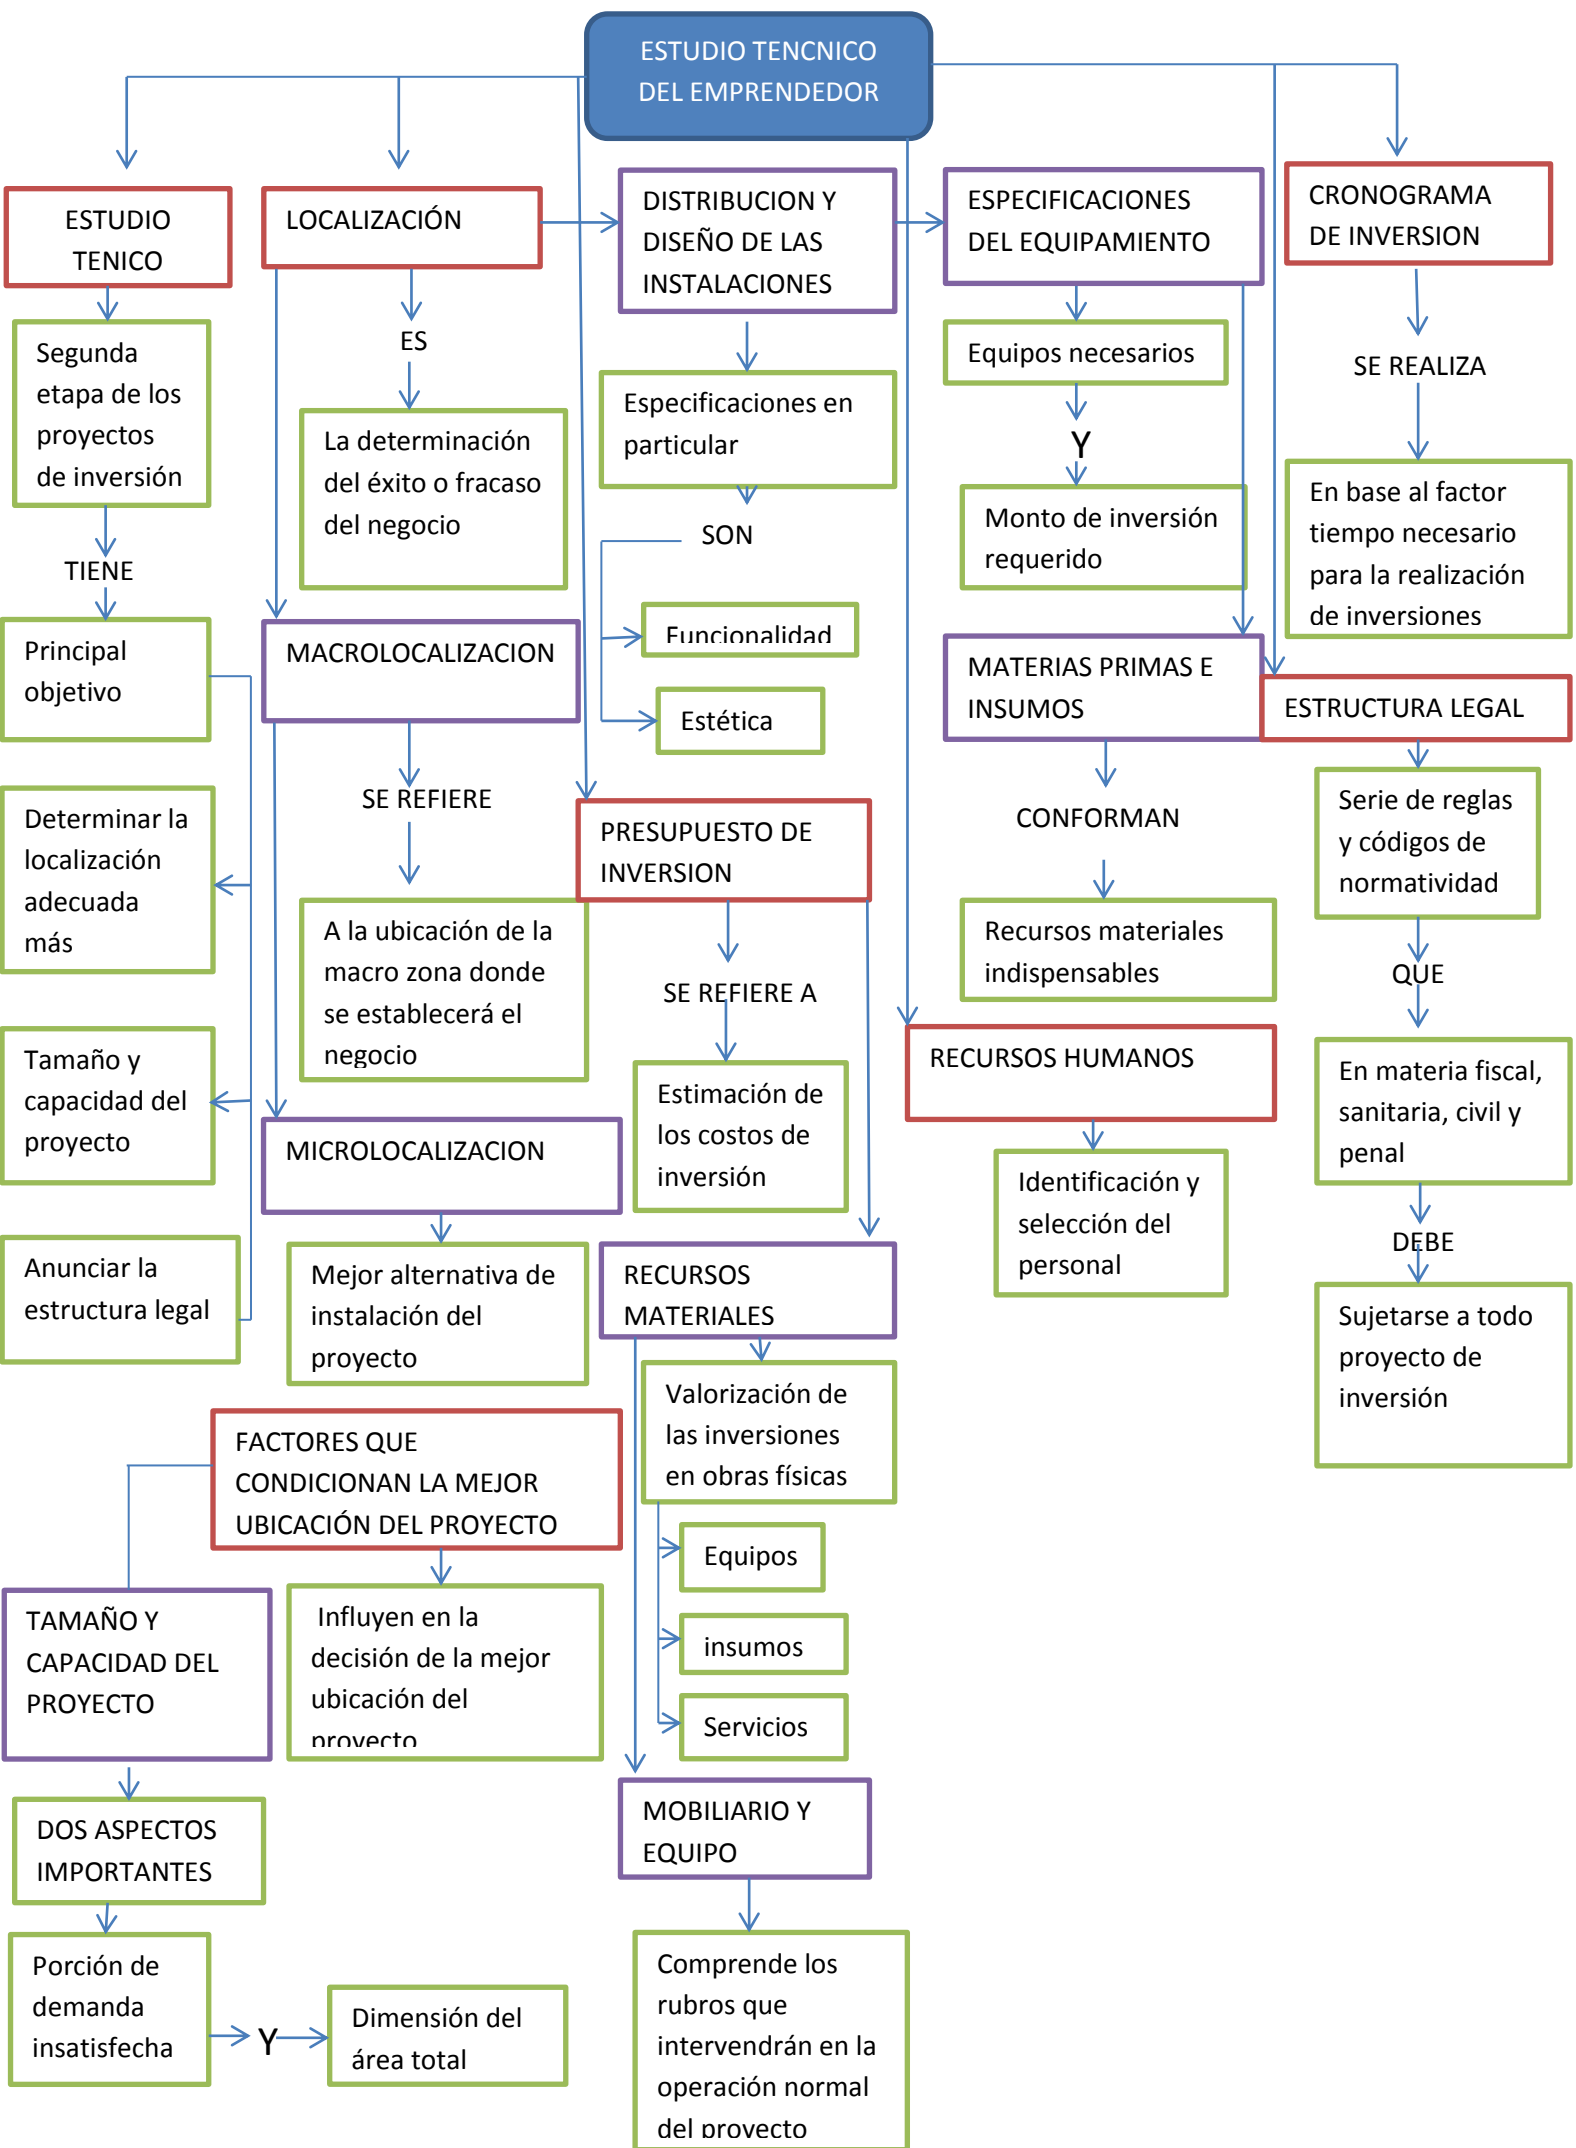 ESTUDIO TENCNICO
DEL EMPRENDEDOR
ESTUDIO
TENICO
Segunda
etapa de los
proyectos
de inversión
TIENE
Principal
objetivo
Determinar la
localización
adecuada
más
Tamaño y
capacidad del
proyecto
Anunciar la
estructura legal
LOCALIZACIÓN
ES
La determinación
del éxito o fracaso
del negocio
MACROLOCALIZACION
SE REFIERE
A la ubicación de la
macro zona donde
se establecerá el
negocio
MICROLOCALIZACION
Mejor alternativa de
instalación del
proyecto
FACTORES QUE
CONDICIONAN LA MEJOR
UBICACIÓN DEL PROYECTO
Influyen en la
decisión de la mejor
ubicación del
proyecto
TAMAÑO Y
CAPACIDAD DEL
PROYECTO
DOS ASPECTOS
IMPORTANTES
Porción de
demanda
insatisfecha
Y
Dimensión del
área total
DISTRIBUCION Y
DISEÑO DE LAS
INSTALACIONES
Especificaciones en
particular
SON
Funcionalidad
Estética
PRESUPUESTO DE
INVERSION
SE REFIERE A
Estimación de
los costos de
inversión
RECURSOS
MATERIALES
Valorización de
las inversiones
en obras físicas
Equipos
insumos
Servicios
MOBILIARIO Y
EQUIPO
Comprende los
rubros que
intervendrán en la
operación normal
del proyecto
ESPECIFICACIONES
DEL EQUIPAMIENTO
Equipos necesarios
Y
Monto de inversión
requerido
MATERIAS PRIMAS E
INSUMOS
CONFORMAN
Recursos materiales
indispensables
RECURSOS HUMANOS
Identificación y
selección del
personal
CRONOGRAMA
DE INVERSION
SE REALIZA
En base al factor
tiempo necesario
para la realización
de inversiones
ESTRUCTURA LEGAL
Serie de reglas
y códigos de
normatividad
QUE
En materia fiscal,
sanitaria, civil y
penal
DEBE
Sujetarse a todo
proyecto de
inversión